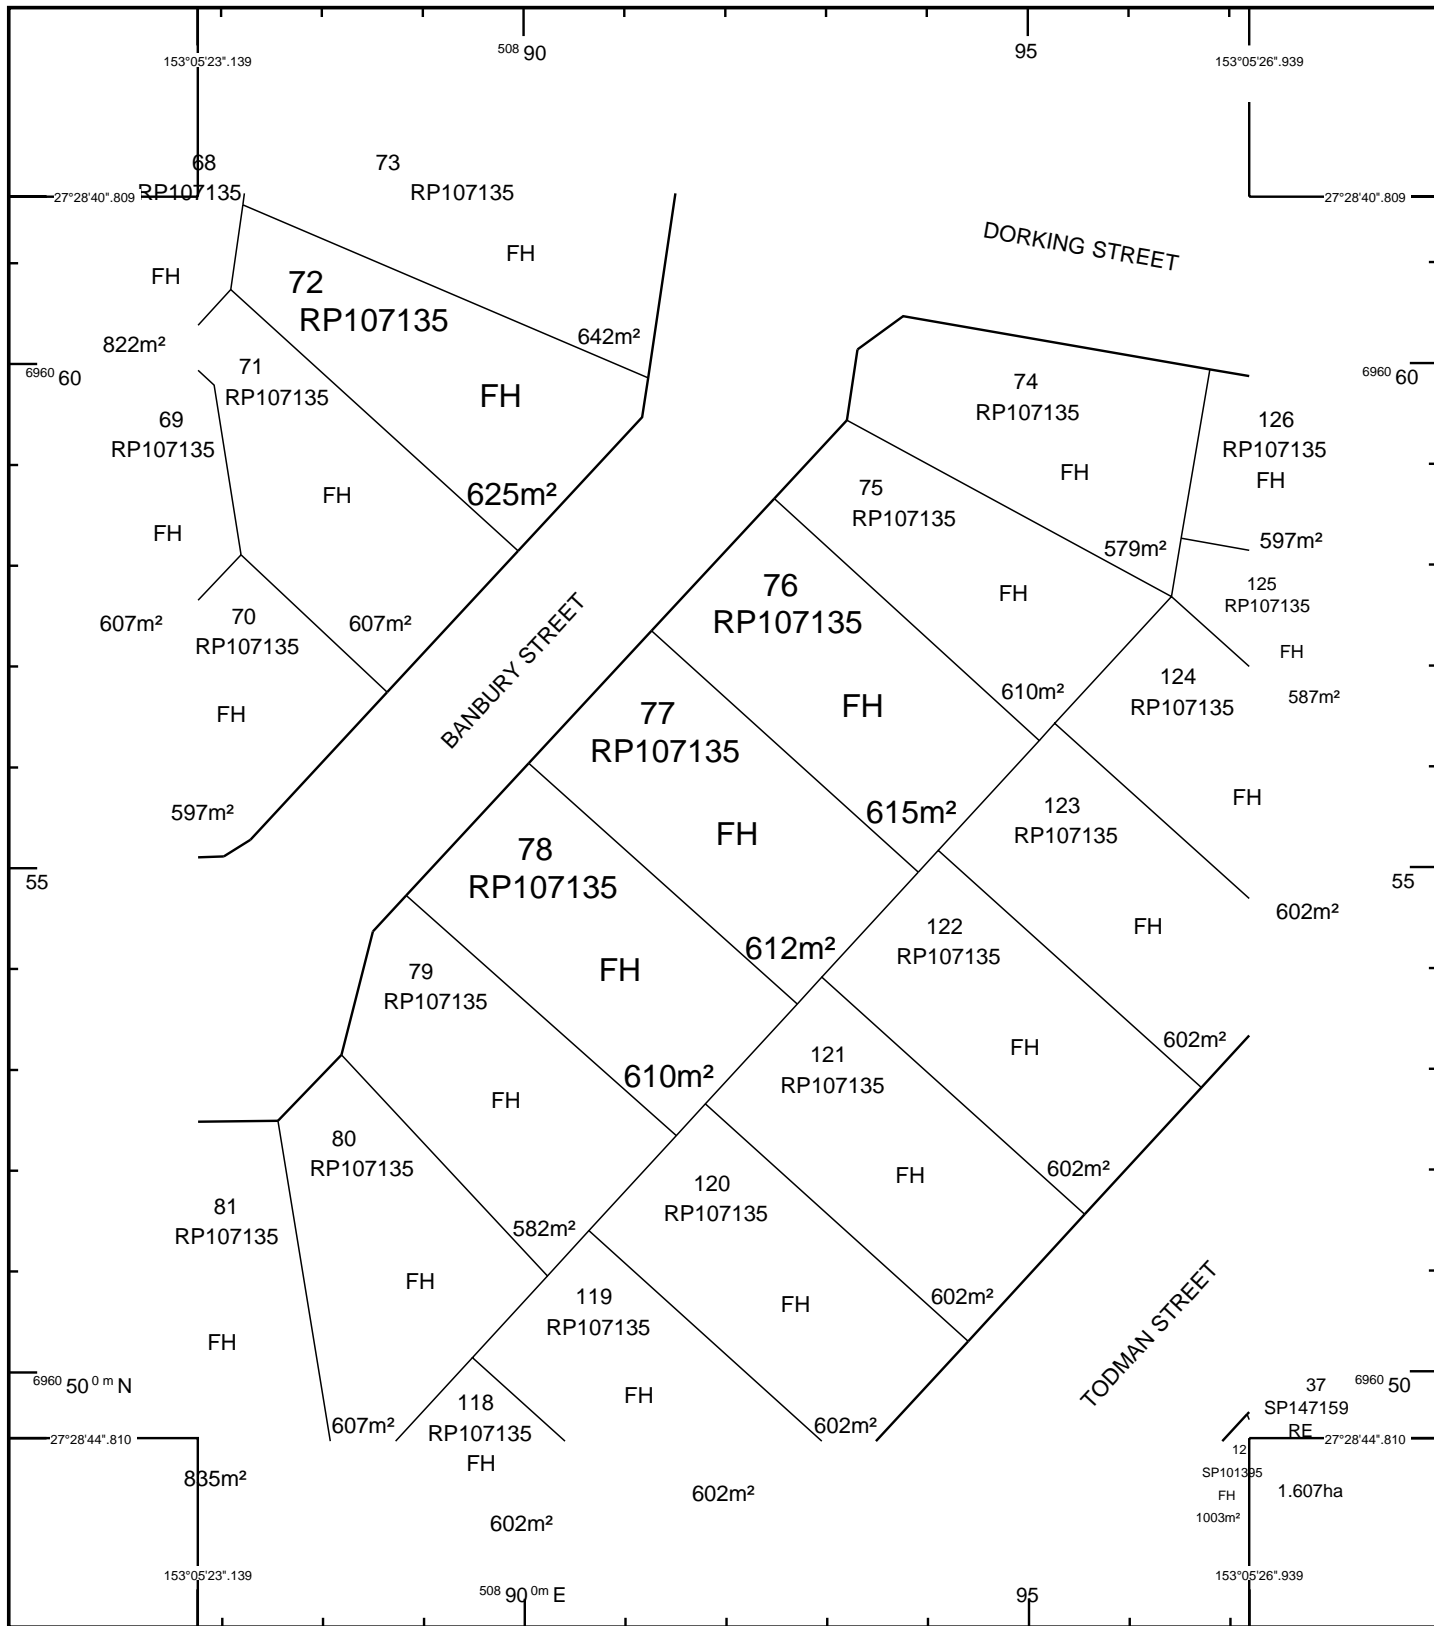 508 90
95
153°05'23".139
153°05'26".939
68
RP107135
73
RP107135
27°28'40".809
27°28'40".809
DORKING STREET
FH
FH
72
RP107135
642m²
822m²
71
RP107135
6960 60
6960 60
FH
74
RP107135
69
RP107135
126
RP107135
FH
FH
75
RP107135
FH
625m²
FH
579m²
597m²
76
RP107135
FH
125
RP107135
607m²
70
RP107135
607m²
BANBURY STREET
FH
124
RP107135
610m²
587m²
FH
77
RP107135
FH
FH
597m²
615m²
123
RP107135
FH
78
RP107135
55
55
602m²
612m²
122
RP107135
FH
79
RP107135
FH
602m²
610m²
121
RP107135
FH
FH
80
RP107135
602m²
120
RP107135
FH
81
RP107135
582m²
FH
119
RP107135
FH
602m²
TODMAN STREET
FH
6960 50 0 m N
6960 50
37
SP147159
RE
FH
118
RP107135
FH
607m²
602m²
27°28'44".810
27°28'44".810
12
SP101395
FH
1003m²
1.607ha
835m²
602m²
602m²
153°05'23".139
153°05'26".939
508 90 0m E
95